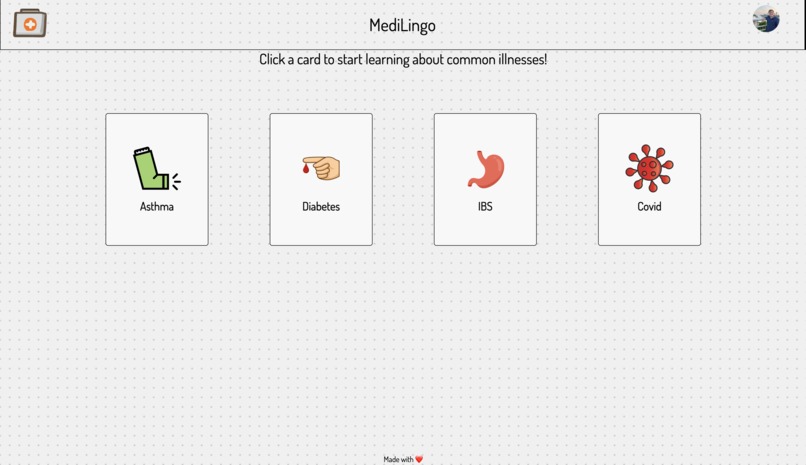 MediLingo
Click a card to start learning about common illnesses!
Asthma
Diabetes
IBS
Covid
Made with ❤️